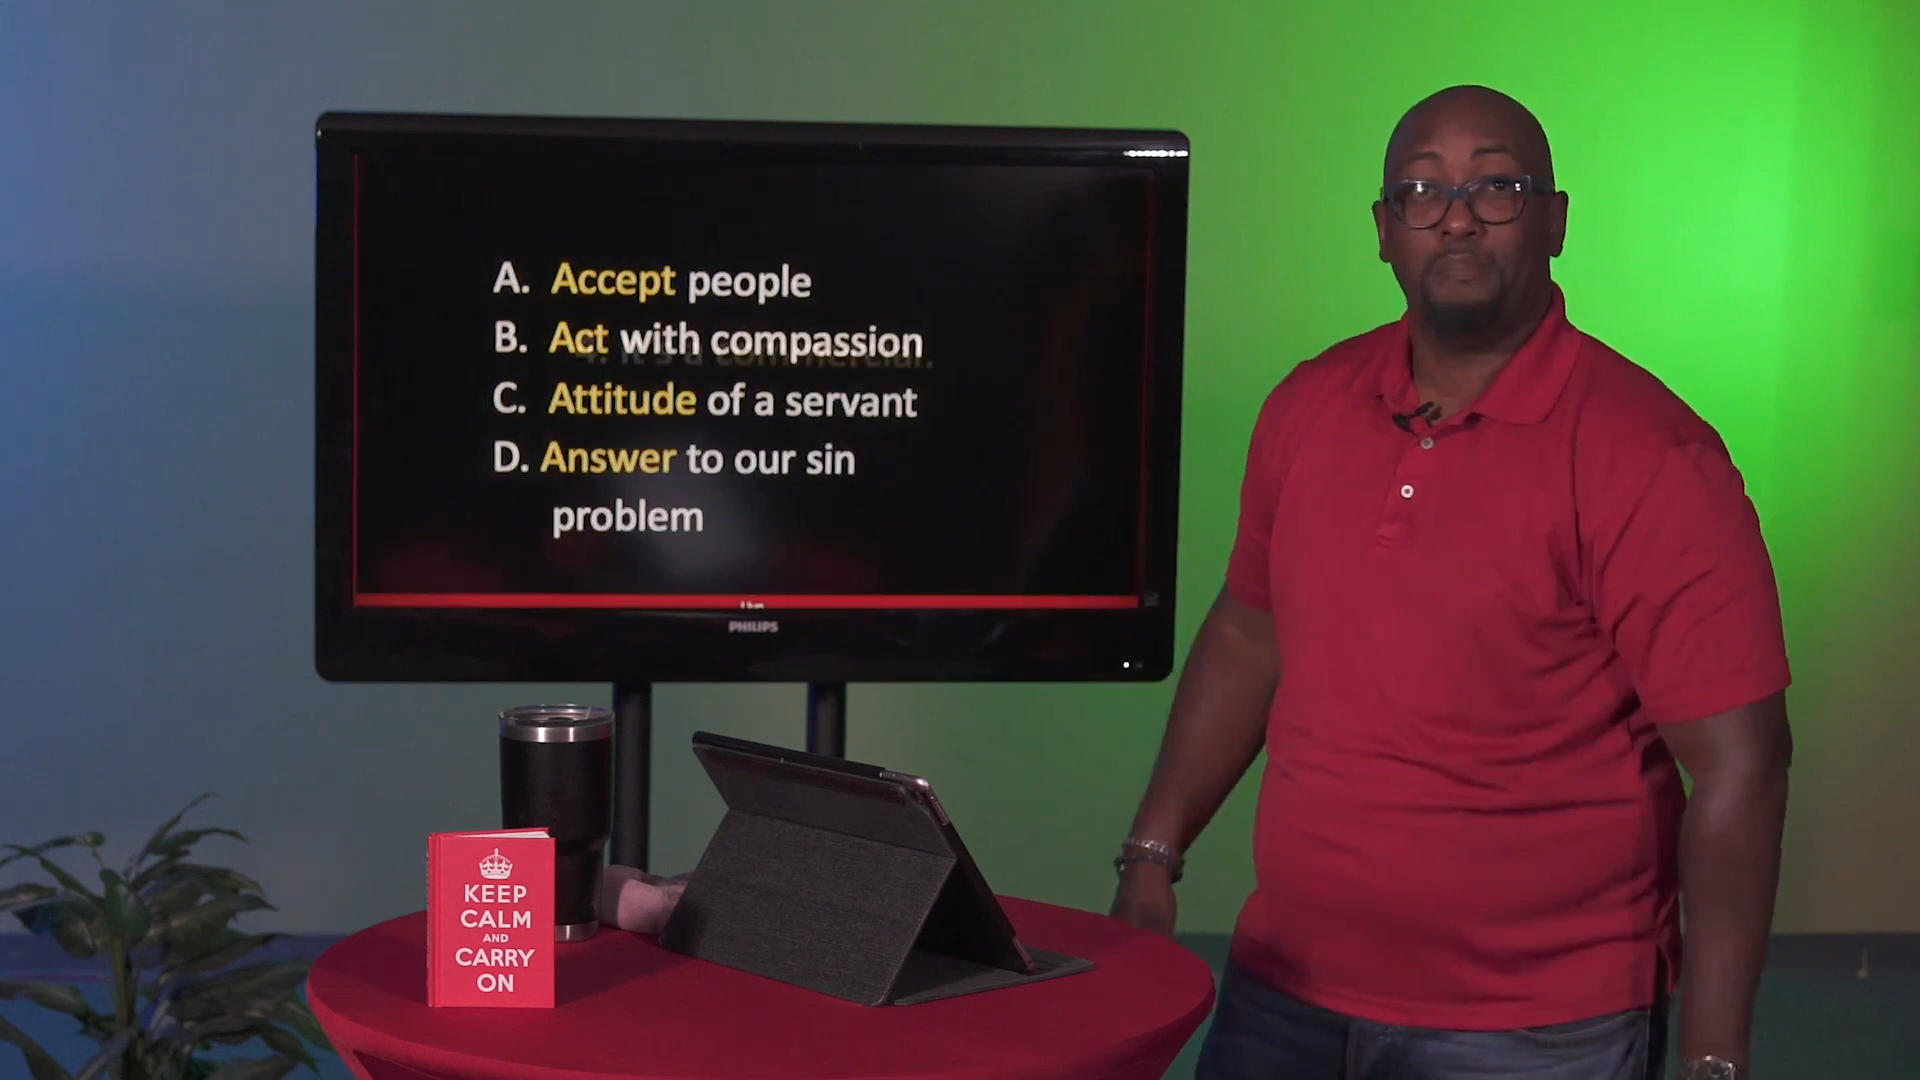 A. Accept people
B. Act with compassion
C. Attitude of a servant
D. Answer to our sin
problem
PHILIPS
KEEP
CALM
AND
CARRY
ON